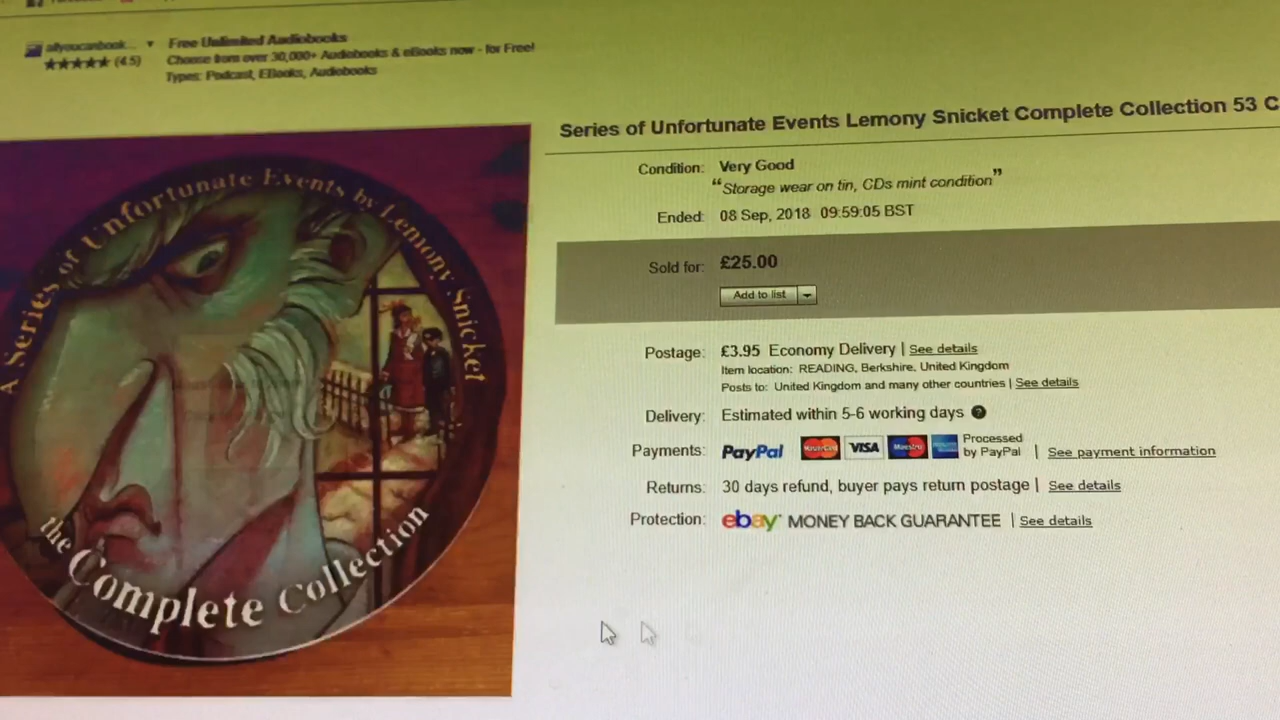 allyoucanbook...
Free Unlimited Audiobooks
★★★★★ (4.5)
Choose from over 30,000+ Audiobooks & eBooks now - for Free!
Types: Podcast, EBooks, Audiobooks
Series of Unfortunate Events Lemony Snicket Complete Collection 53 C
Condition: Very Good
“Storage wear on tin, CDs mint condition”
Ended: 08 Sep, 2018 09:59:05 BST
Sold for: £25.00
Add to list
Postage: £3.95 Economy Delivery | See details
Item location: READING, Berkshire, United Kingdom
Posts to: United Kingdom and many other countries | See details
Delivery: Estimated within 5-6 working days ?
Payments: PayPal MasterCard VISA Maestro Processed by PayPal | See payment information
Returns: 30 days refund, buyer pays return postage | See details
Protection: ebay MONEY BACK GUARANTEE | See details
A Series of Unfortunate Events by Lemony Snicket
the Complete Collection